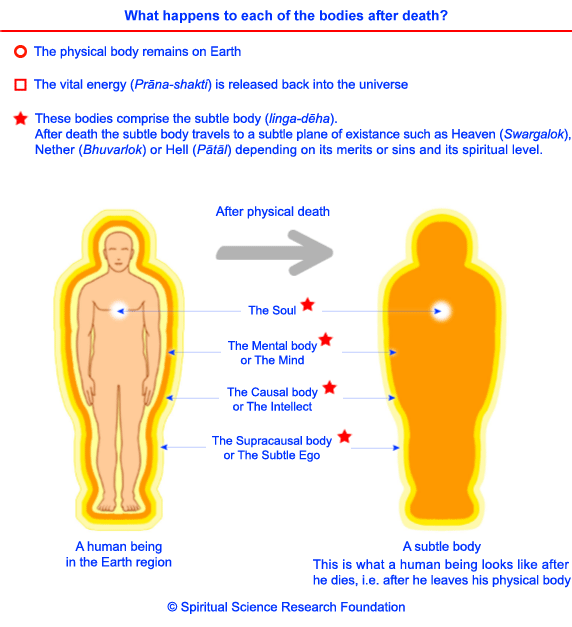 What happens to each of the bodies after death?
The physical body remains on Earth
The vital energy (Prāna-shakti) is released back into the universe
These bodies comprise the subtle body (linga-dēha).
After death the subtle body travels to a subtle plane of existance such as Heaven (Swargalok),
Nether (Bhuvarlok) or Hell (Pātāl) depending on its merits or sins and its spiritual level.
After physical death
The Soul
The Mental body
or The Mind
The Causal body
or The Intellect
The Supracausal body
or The Subtle Ego
A human being
in the Earth region
A subtle body
This is what a human being looks like after
he dies, i.e. after he leaves his physical body
© Spiritual Science Research Foundation